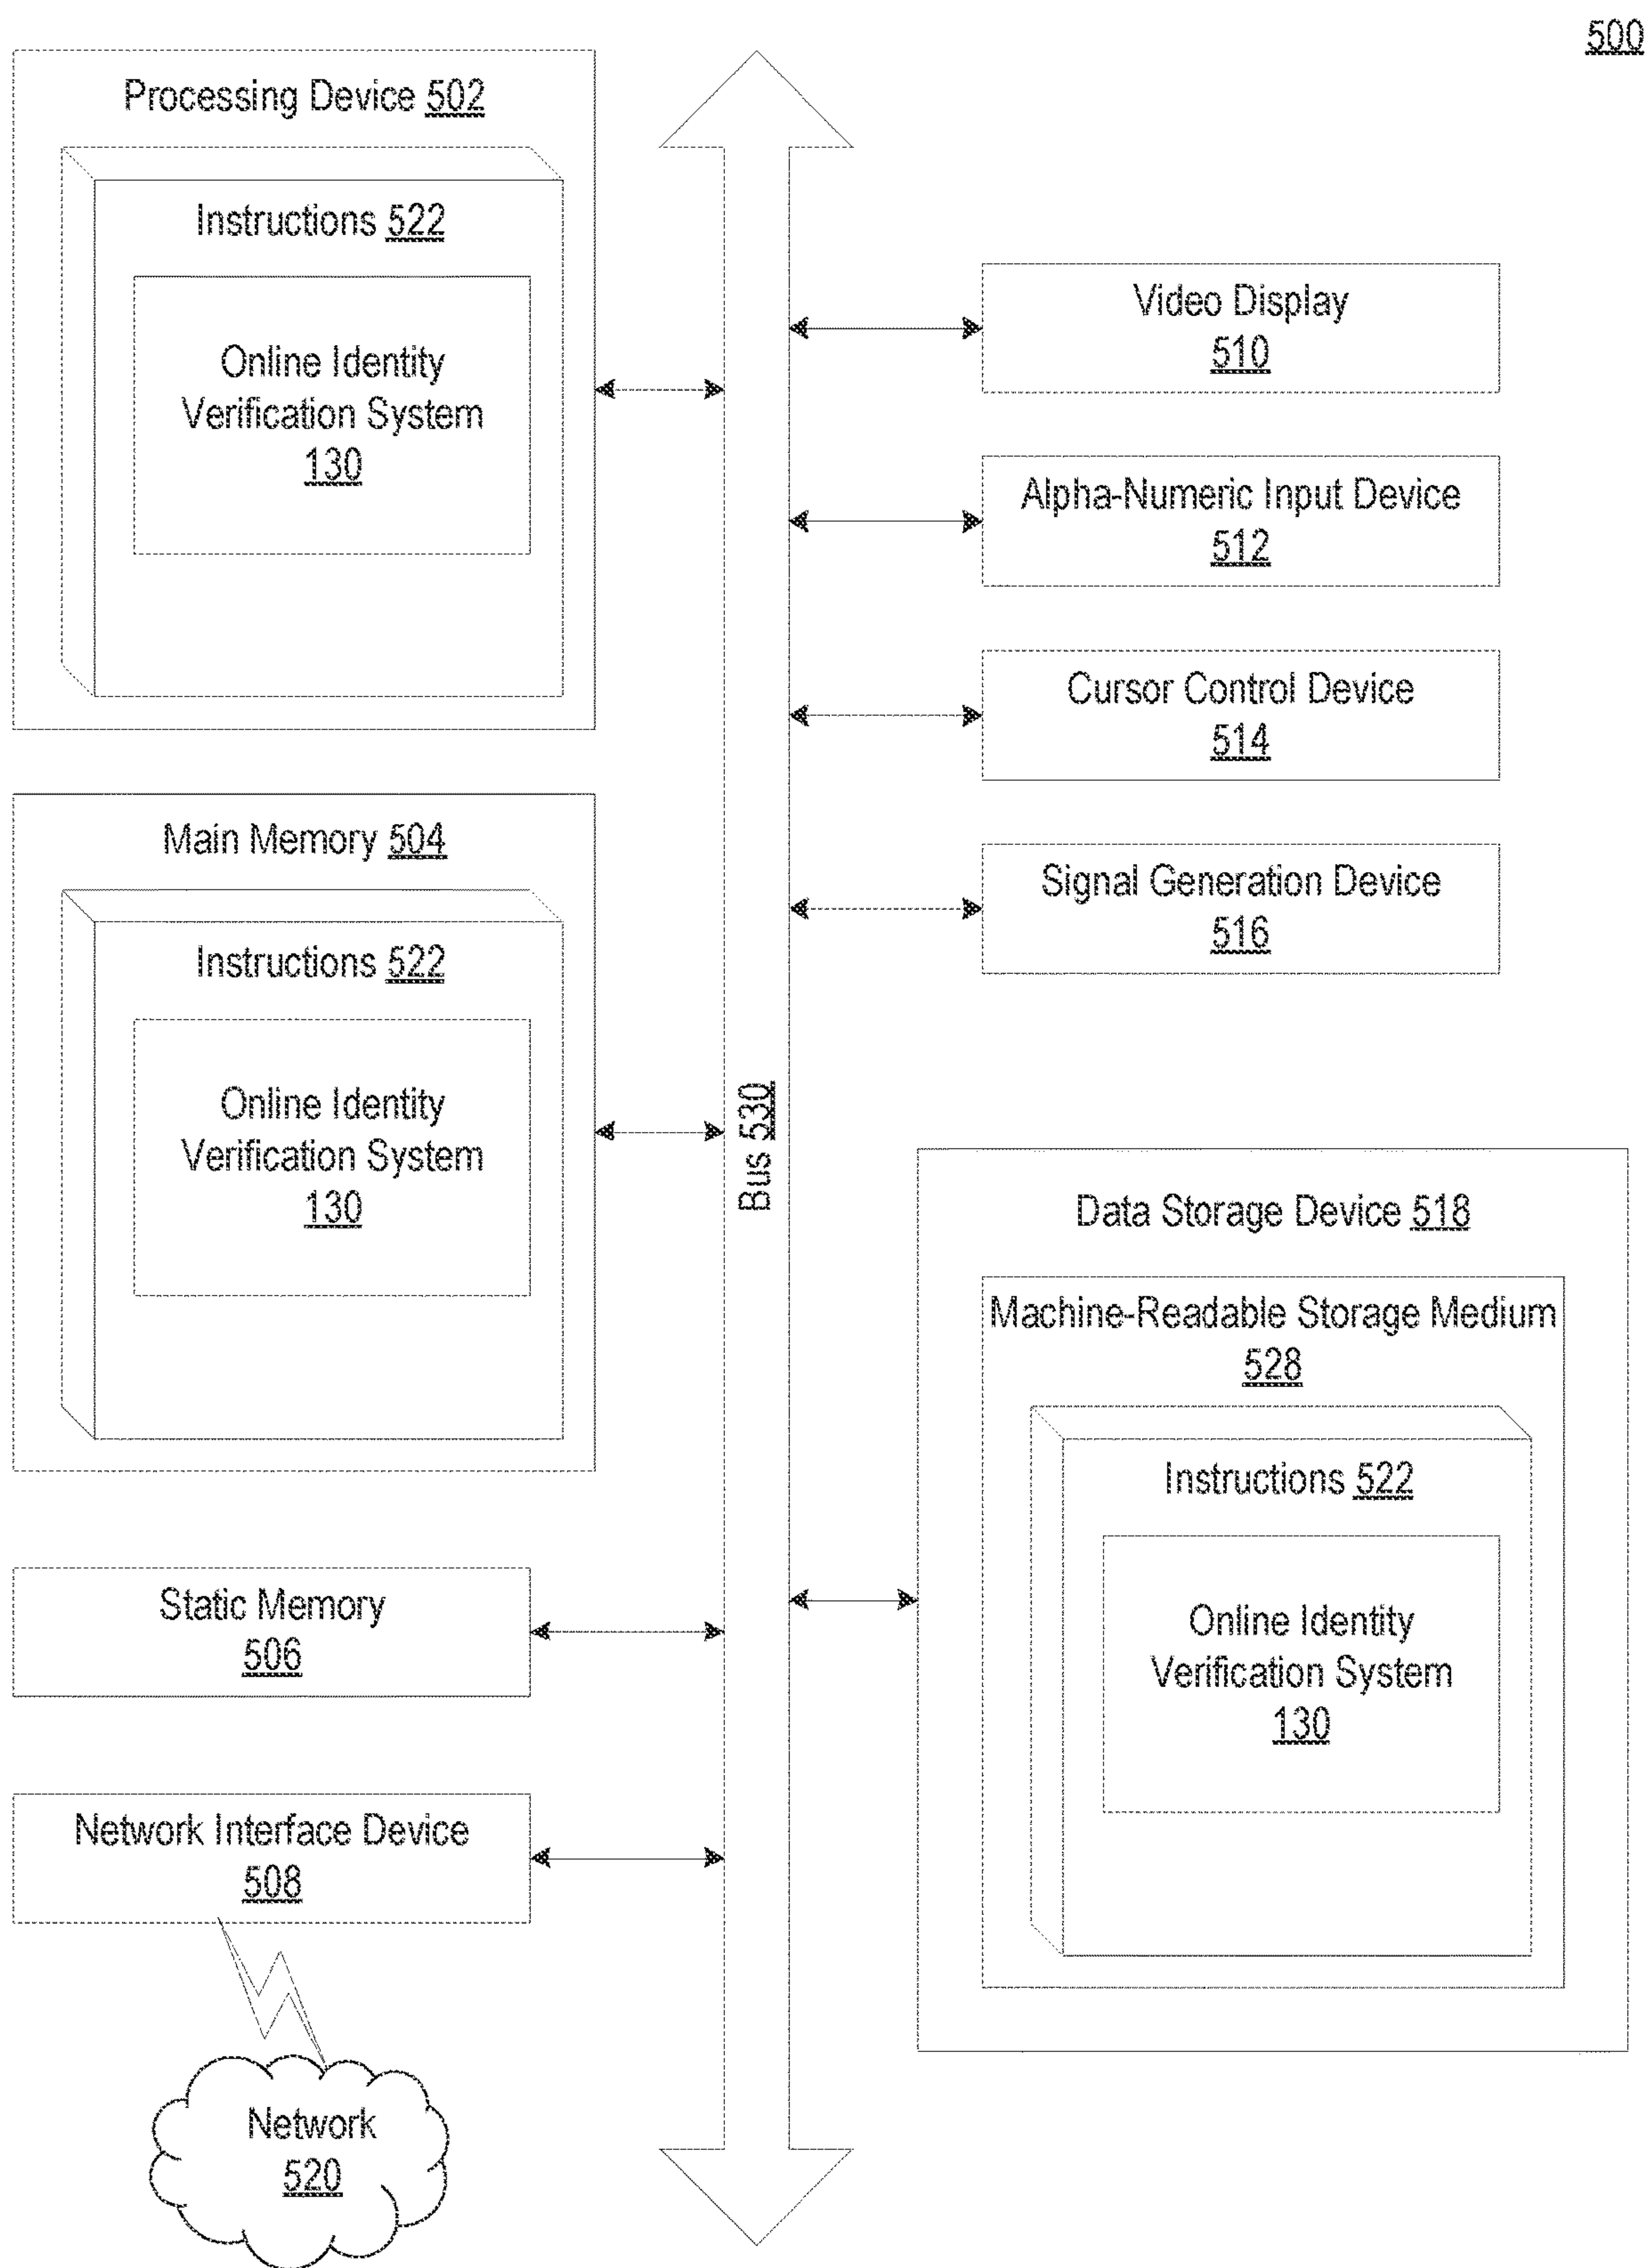 500
Processing Device 502
Instructions 522
Online Identity
Verification System
130
Main Memory 504
Instructions 522
Online Identity
Verification System
130
Static Memory
506
Network Interface Device
508
Network
520
Bus 530
Video Display
510
Alpha-Numeric Input Device
512
Cursor Control Device
514
Signal Generation Device
516
Data Storage Device 518
Machine-Readable Storage Medium
528
Instructions 522
Online Identity
Verification System
130